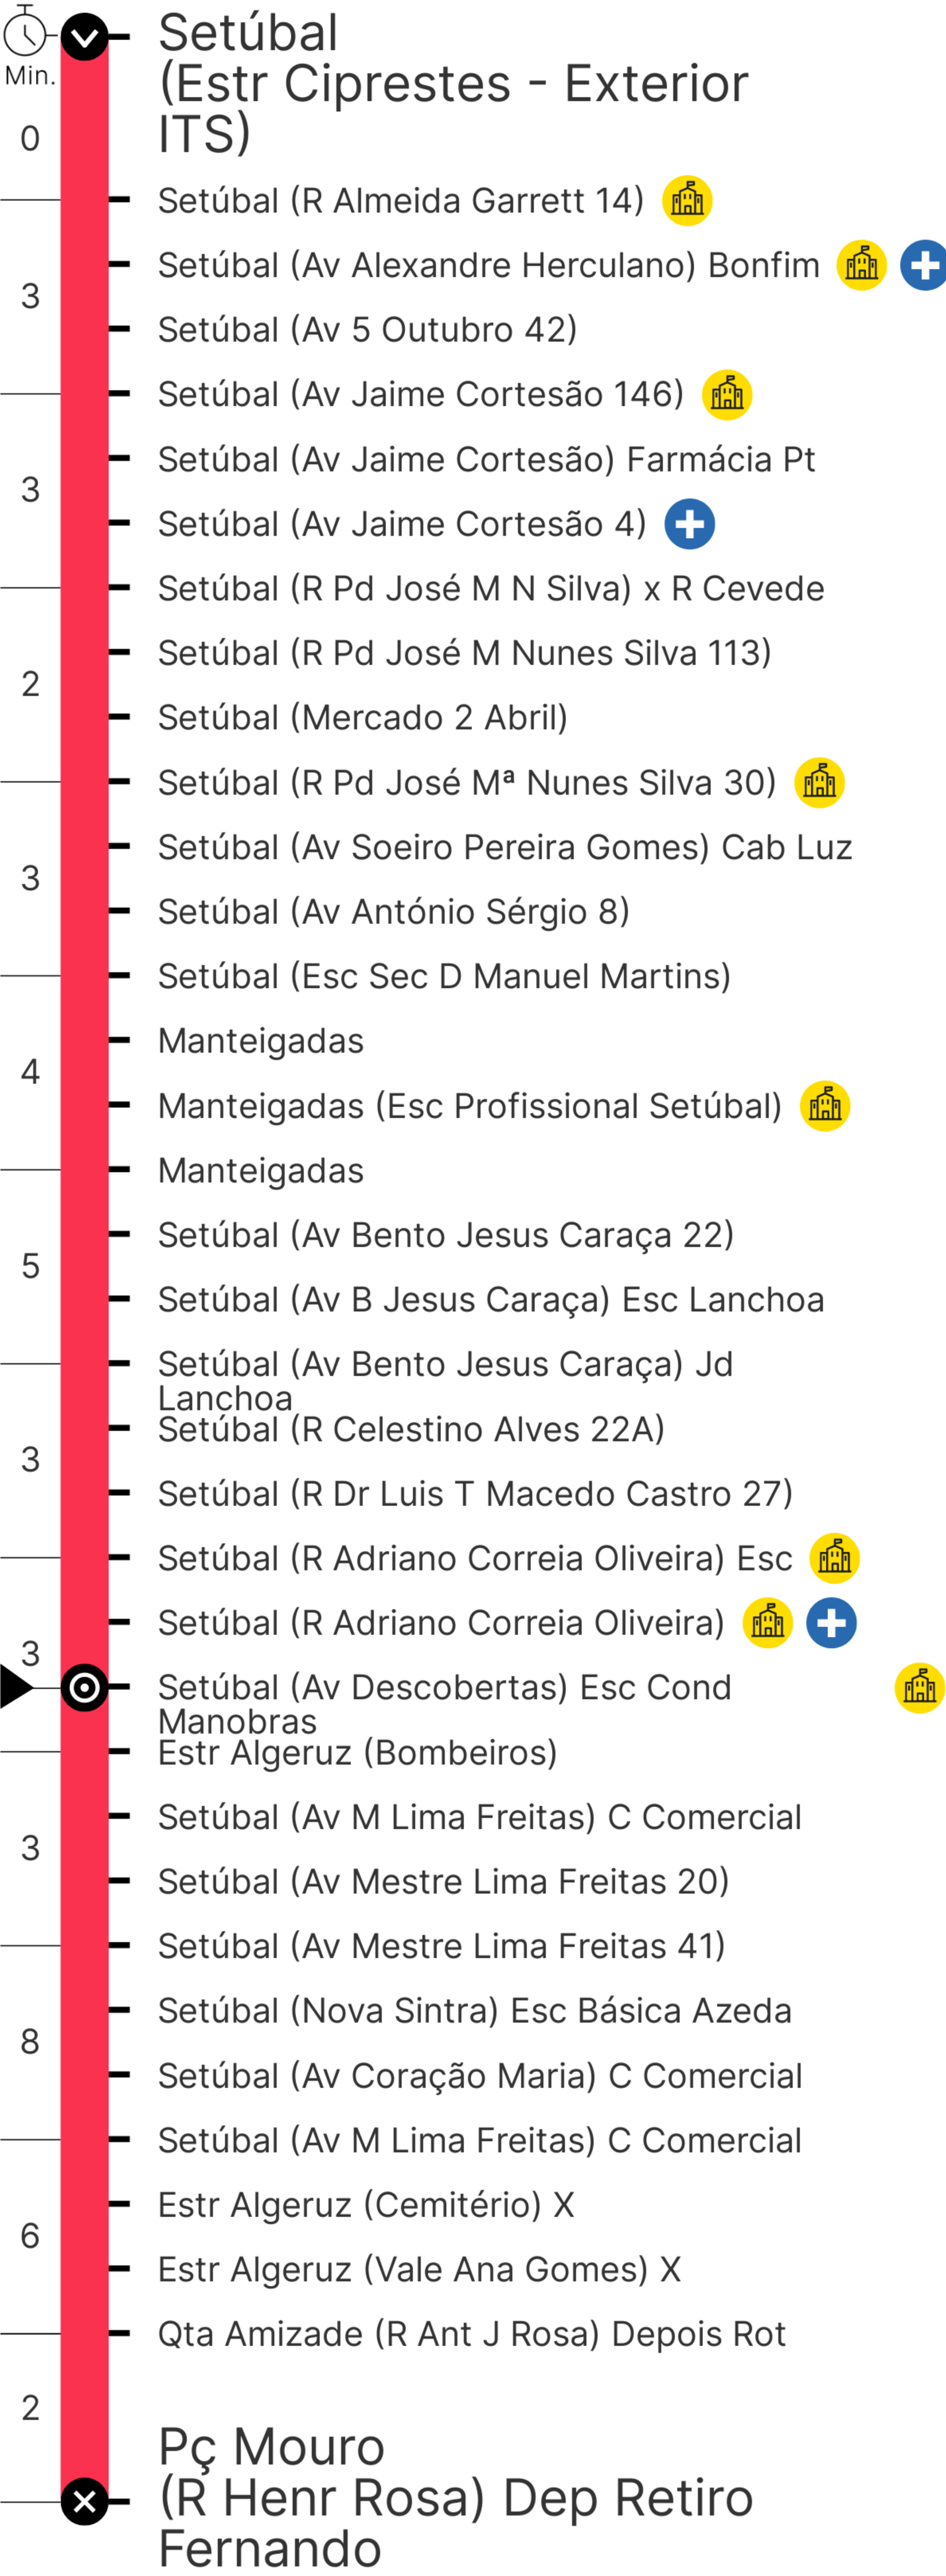 Setúbal
(Estr Ciprestes - Exterior
ITS)
Min.
0
Setúbal (R Almeida Garrett 14)
Setúbal (Av Alexandre Herculano) Bonfim
3
Setúbal (Av 5 Outubro 42)
Setúbal (Av Jaime Cortesão 146)
Setúbal (Av Jaime Cortesão) Farmácia Pt
3
Setúbal (Av Jaime Cortesão 4)
Setúbal (R Pd José M N Silva) x R Cevede
Setúbal (R Pd José M Nunes Silva 113)
2
Setúbal (Mercado 2 Abril)
Setúbal (R Pd José Mª Nunes Silva 30)
Setúbal (Av Soeiro Pereira Gomes) Cab Luz
3
Setúbal (Av António Sérgio 8)
Setúbal (Esc Sec D Manuel Martins)
Manteigadas
4
Manteigadas (Esc Profissional Setúbal)
Manteigadas
Setúbal (Av Bento Jesus Caraça 22)
5
Setúbal (Av B Jesus Caraça) Esc Lanchoa
Setúbal (Av Bento Jesus Caraça) Jd
Lanchoa
Setúbal (R Celestino Alves 22A)
3
Setúbal (R Dr Luis T Macedo Castro 27)
Setúbal (R Adriano Correia Oliveira) Esc
Setúbal (R Adriano Correia Oliveira)
3
Setúbal (Av Descobertas) Esc Cond
Manobras
Estr Algeruz (Bombeiros)
Setúbal (Av M Lima Freitas) C Comercial
3
Setúbal (Av Mestre Lima Freitas 20)
Setúbal (Av Mestre Lima Freitas 41)
Setúbal (Nova Sintra) Esc Básica Azeda
8
Setúbal (Av Coração Maria) C Comercial
Setúbal (Av M Lima Freitas) C Comercial
Estr Algeruz (Cemitério) X
6
Estr Algeruz (Vale Ana Gomes) X
Qta Amizade (R Ant J Rosa) Depois Rot
2
Pç Mouro
(R Henr Rosa) Dep Retiro
Fernando